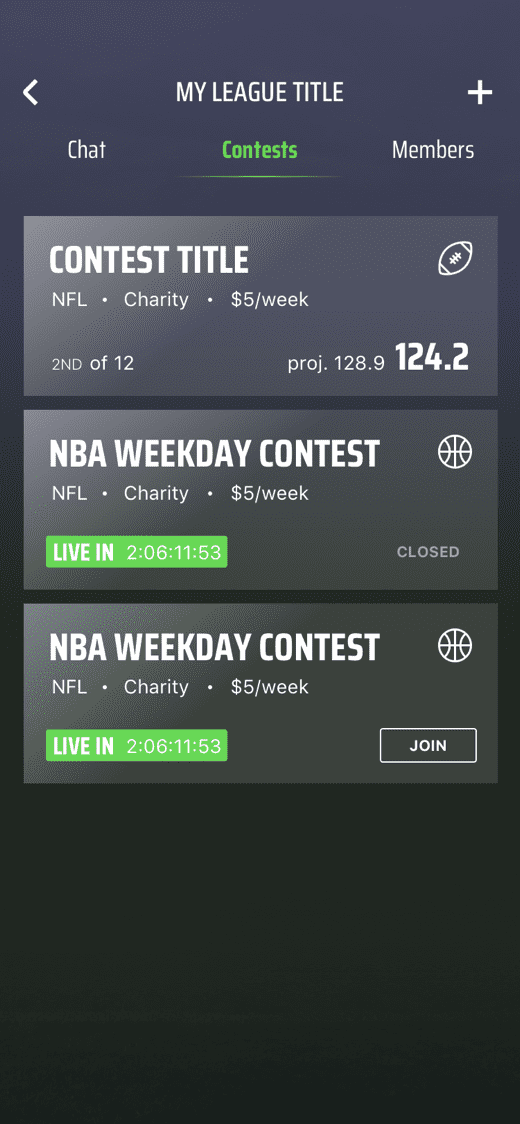 MY LEAGUE TITLE
Chat Contests Members
CONTEST TITLE
NFL • Charity • $5/week
2ND of 12 proj. 128.9 124.2
NBA WEEKDAY CONTEST
NFL • Charity • $5/week
LIVE IN 2:06:11:53 CLOSED
NBA WEEKDAY CONTEST
NFL • Charity • $5/week
LIVE IN 2:06:11:53 JOIN